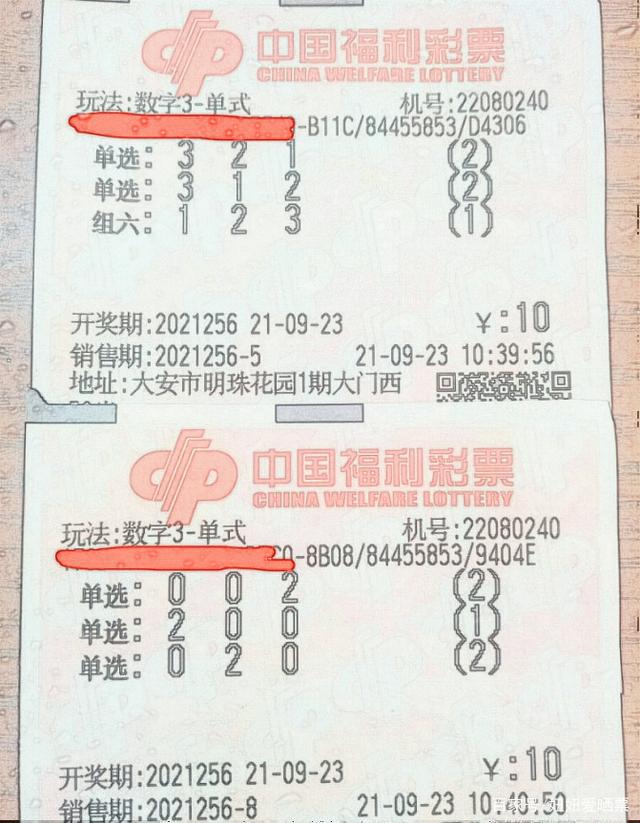 中国福利彩票
CHINA WELFARE LOTTERY
玩法:数字3-单式 机号:22080240
-B11C/84455853/D4306
单选: 3 2 1 (2)
单选: 3 1 2 (2)
组六: 1 2 3 (1)
开奖期:2021256 21-09-23 ¥:10
销售期:2021256-5 21-09-23 10:39:56
地址:大安市明珠花园1期大门西
中国福利彩票
CHINA WELFARE LOTTERY
玩法:数字3-单式 机号:22080240
-8B08/84455853/9404E
单选: 0 0 2 (2)
单选: 2 0 0 (1)
单选: 0 2 0 (2)
开奖期:2021256 21-09-23 ¥:10
销售期:2021256-8 21-09-23 10:40:50